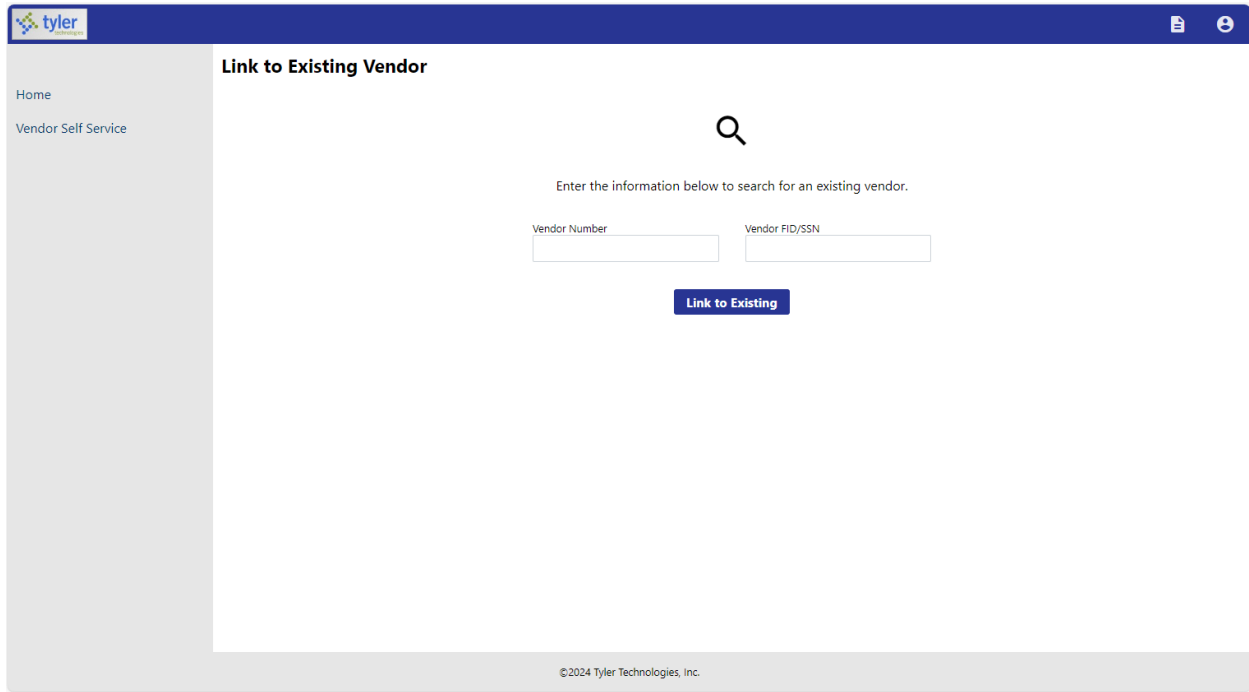 tyler
technologies
Link to Existing Vendor
Home
Vendor Self Service
Enter the information below to search for an existing vendor.
Vendor Number
Vendor FID/SSN
Link to Existing
©2024 Tyler Technologies, Inc.